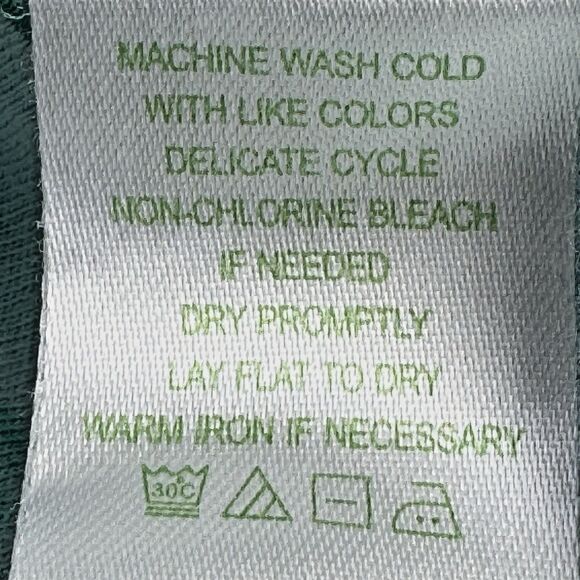 MACHINE WASH COLD
WITH LIKE COLORS
DELICATE CYCLE
NON-CHLORINE BLEACH
IF NEEDED
DRY PROMPTLY
LAY FLAT TO DRY
WARM IRON IF NECESSARY
30°C